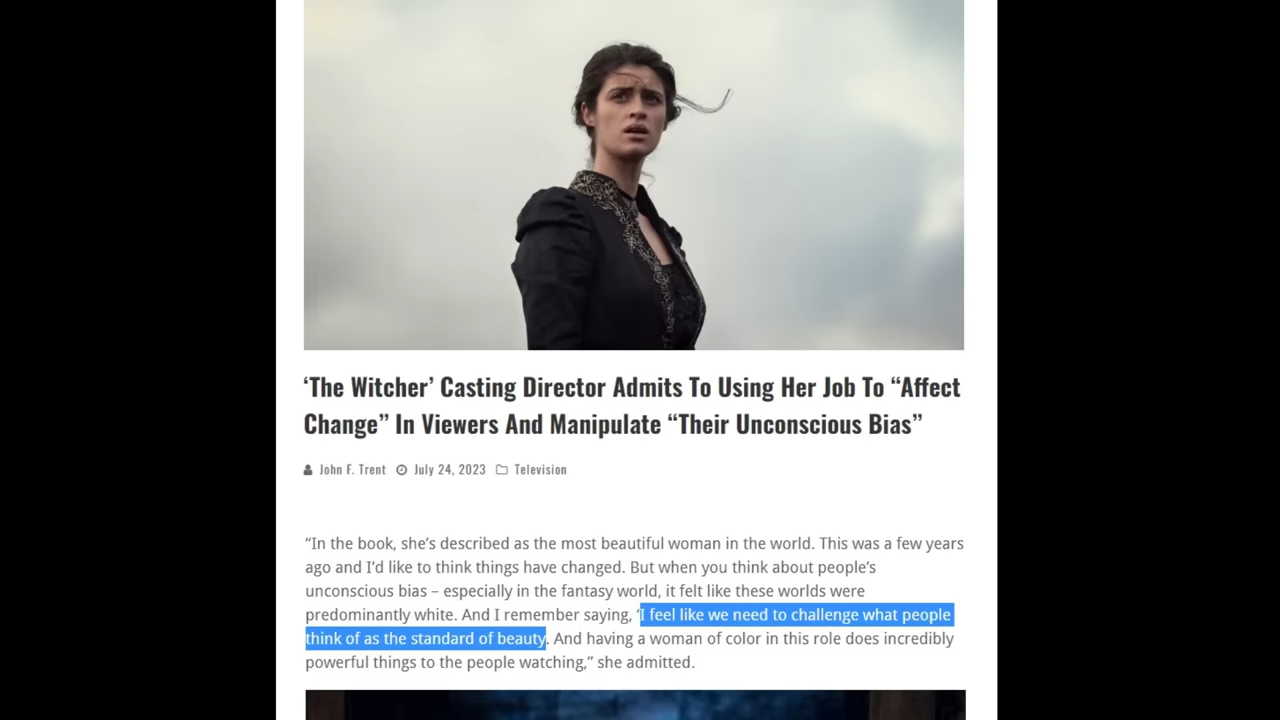 ‘The Witcher’ Casting Director Admits To Using Her Job To “Affect
Change” In Viewers And Manipulate “Their Unconscious Bias”
John F. Trent July 24, 2023 Television
“In the book, she’s described as the most beautiful woman in the world. This was a few years
ago and I’d like to think things have changed. But when you think about people’s
unconscious bias – especially in the fantasy world, it felt like these worlds were
predominantly white. And I remember saying, ‘I feel like we need to challenge what people
think of as the standard of beauty. And having a woman of color in this role does incredibly
powerful things to the people watching,” she admitted.